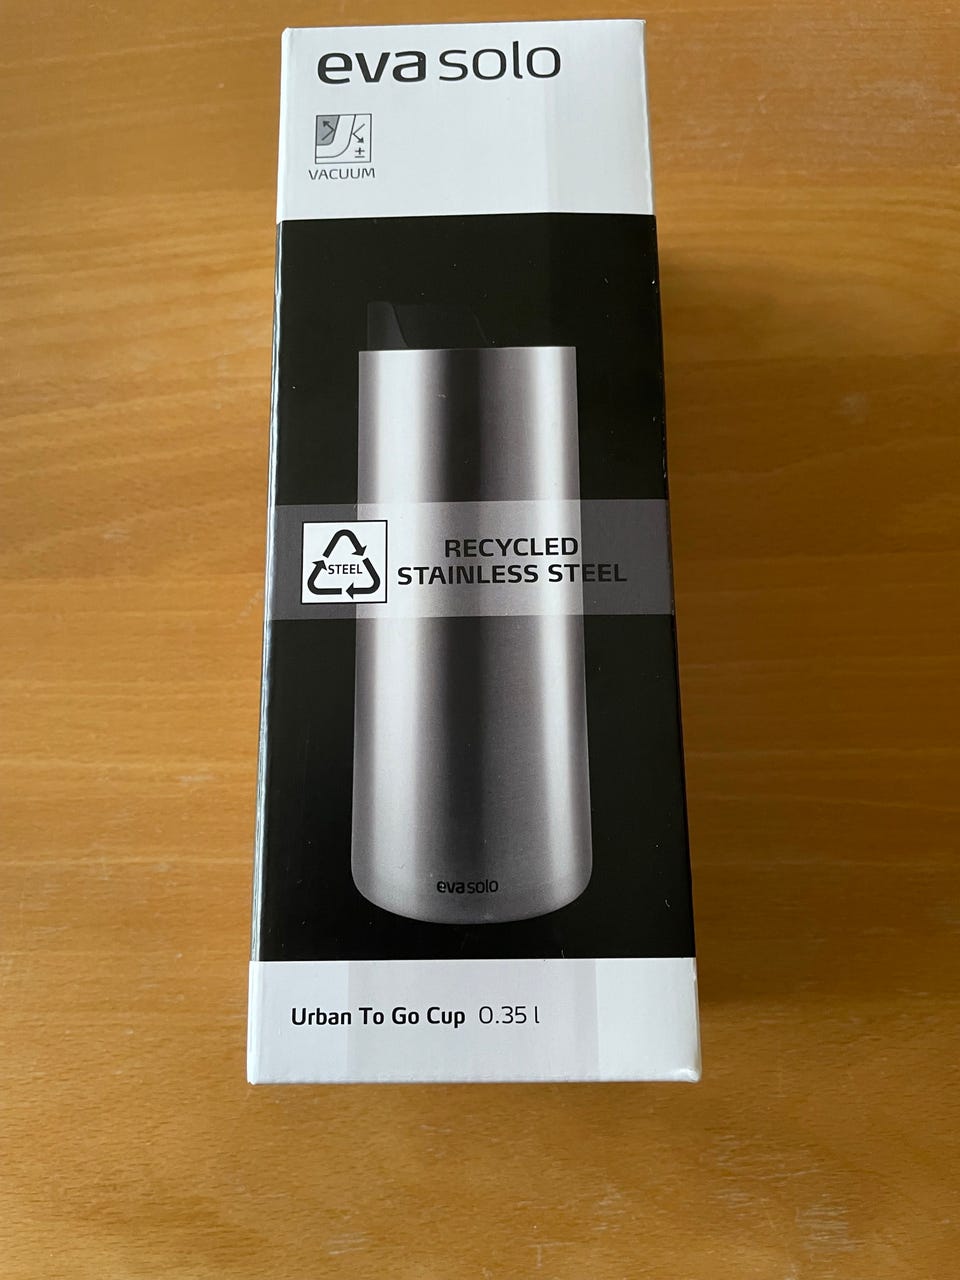 eva solo
VACUUM
STEEL
RECYCLED
STAINLESS STEEL
eva solo
Urban To Go Cup 0.35 l